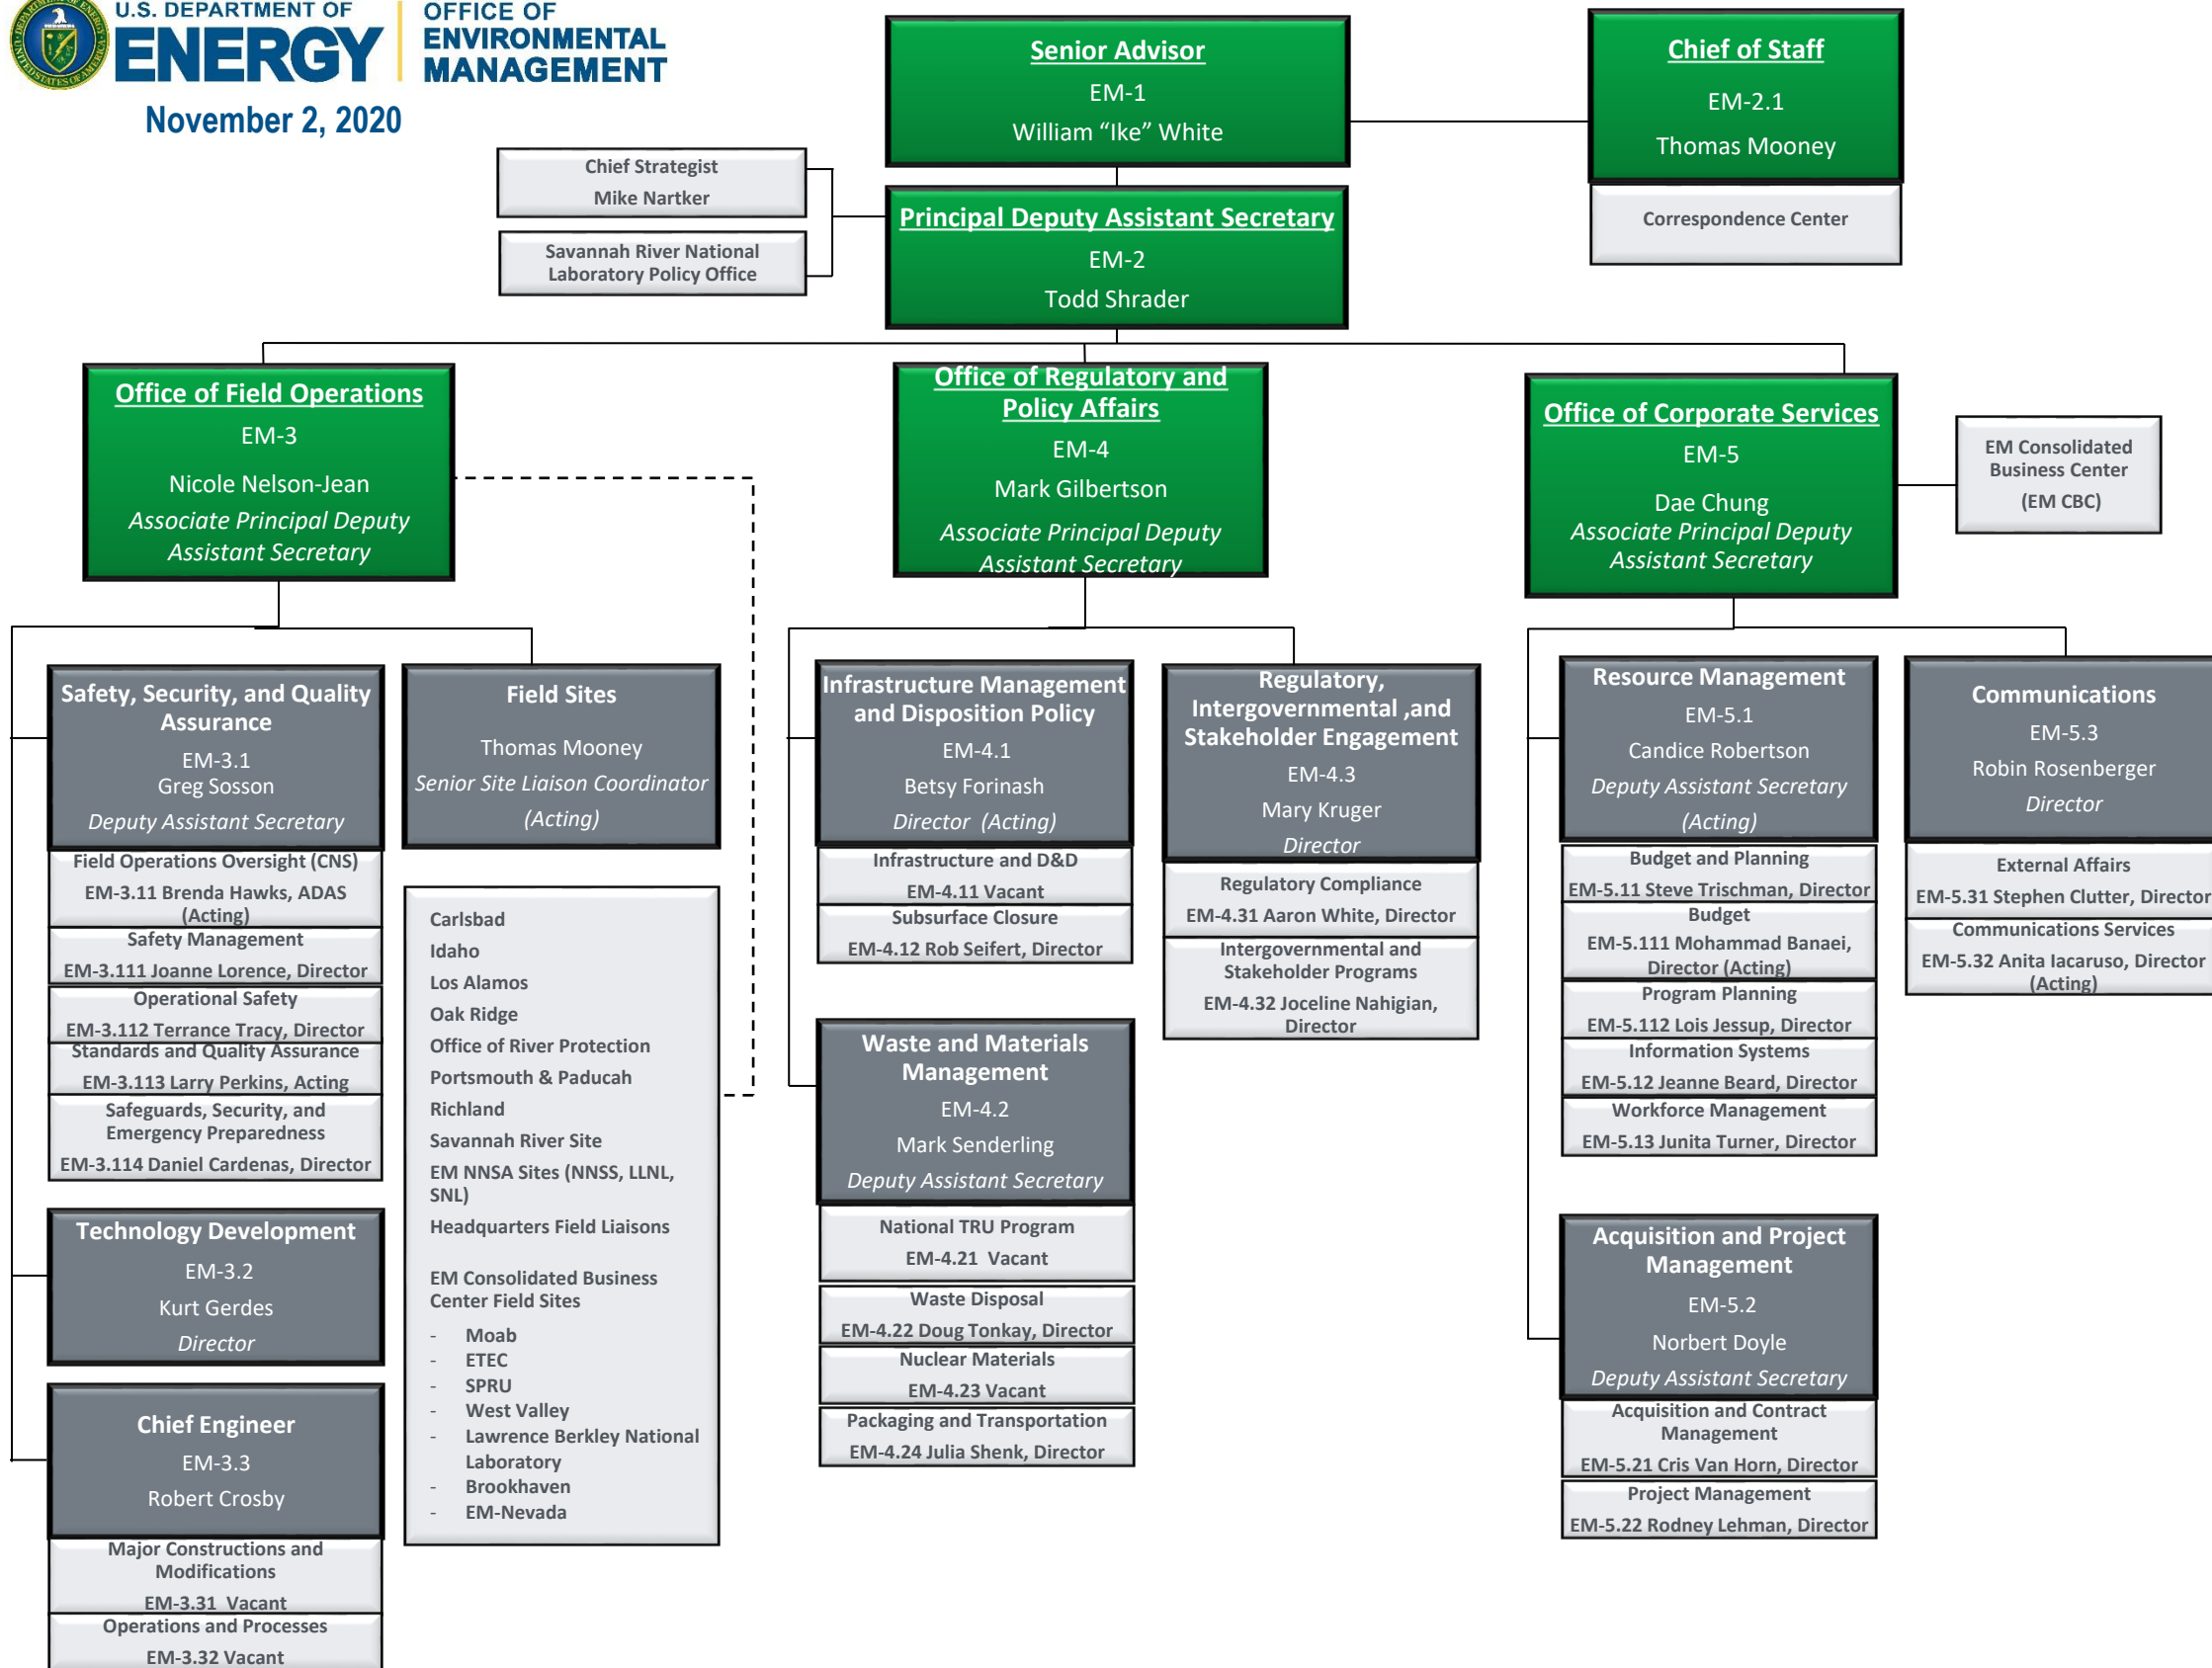 U.S. DEPARTMENT OF
ENERGY
OFFICE OF
ENVIRONMENTAL
MANAGEMENT
November 2, 2020
Senior Advisor
EM-1
William “Ike” White
Chief of Staff
EM-2.1
Thomas Mooney
Correspondence Center
Chief Strategist
Mike Nartker
Savannah River National
Laboratory Policy Office
Principal Deputy Assistant Secretary
EM-2
Todd Shrader
Office of Field Operations
EM-3
Nicole Nelson-Jean
Associate Principal Deputy
Assistant Secretary
Office of Regulatory and
Policy Affairs
EM-4
Mark Gilbertson
Associate Principal Deputy
Assistant Secretary
Office of Corporate Services
EM-5
Dae Chung
Associate Principal Deputy
Assistant Secretary
EM Consolidated
Business Center
(EM CBC)
Safety, Security, and Quality
Assurance
EM-3.1
Greg Sosson
Deputy Assistant Secretary
Field Operations Oversight (CNS)
EM-3.11 Brenda Hawks, ADAS
(Acting)
Safety Management
EM-3.111 Joanne Lorence, Director
Operational Safety
EM-3.112 Terrance Tracy, Director
Standards and Quality Assurance
EM-3.113 Larry Perkins, Acting
Safeguards, Security, and
Emergency Preparedness
EM-3.114 Daniel Cardenas, Director
Technology Development
EM-3.2
Kurt Gerdes
Director
Chief Engineer
EM-3.3
Robert Crosby
Major Constructions and
Modifications
EM-3.31 Vacant
Operations and Processes
EM-3.32 Vacant
Field Sites
Thomas Mooney
Senior Site Liaison Coordinator
(Acting)
Carlsbad
Idaho
Los Alamos
Oak Ridge
Office of River Protection
Portsmouth & Paducah
Richland
Savannah River Site
EM NNSA Sites (NNSS, LLNL,
SNL)
Headquarters Field Liaisons
EM Consolidated Business
Center Field Sites
- Moab
- ETEC
- SPRU
- West Valley
- Lawrence Berkley National
Laboratory
- Brookhaven
- EM-Nevada
Infrastructure Management
and Disposition Policy
EM-4.1
Betsy Forinash
Director (Acting)
Infrastructure and D&D
EM-4.11 Vacant
Subsurface Closure
EM-4.12 Rob Seifert, Director
Waste and Materials
Management
EM-4.2
Mark Senderling
Deputy Assistant Secretary
National TRU Program
EM-4.21 Vacant
Waste Disposal
EM-4.22 Doug Tonkay, Director
Nuclear Materials
EM-4.23 Vacant
Packaging and Transportation
EM-4.24 Julia Shenk, Director
Regulatory,
Intergovernmental ,and
Stakeholder Engagement
EM-4.3
Mary Kruger
Director
Regulatory Compliance
EM-4.31 Aaron White, Director
Intergovernmental and
Stakeholder Programs
EM-4.32 Joceline Nahigian,
Director
Resource Management
EM-5.1
Candice Robertson
Deputy Assistant Secretary
(Acting)
Budget and Planning
EM-5.11 Steve Trischman, Director
Budget
EM-5.111 Mohammad Banaei,
Director (Acting)
Program Planning
EM-5.112 Lois Jessup, Director
Information Systems
EM-5.12 Jeanne Beard, Director
Workforce Management
EM-5.13 Junita Turner, Director
Acquisition and Project
Management
EM-5.2
Norbert Doyle
Deputy Assistant Secretary
Acquisition and Contract
Management
EM-5.21 Cris Van Horn, Director
Project Management
EM-5.22 Rodney Lehman, Director
Communications
EM-5.3
Robin Rosenberger
Director
External Affairs
EM-5.31 Stephen Clutter, Director
Communications Services
EM-5.32 Anita Iacaruso, Director
(Acting)